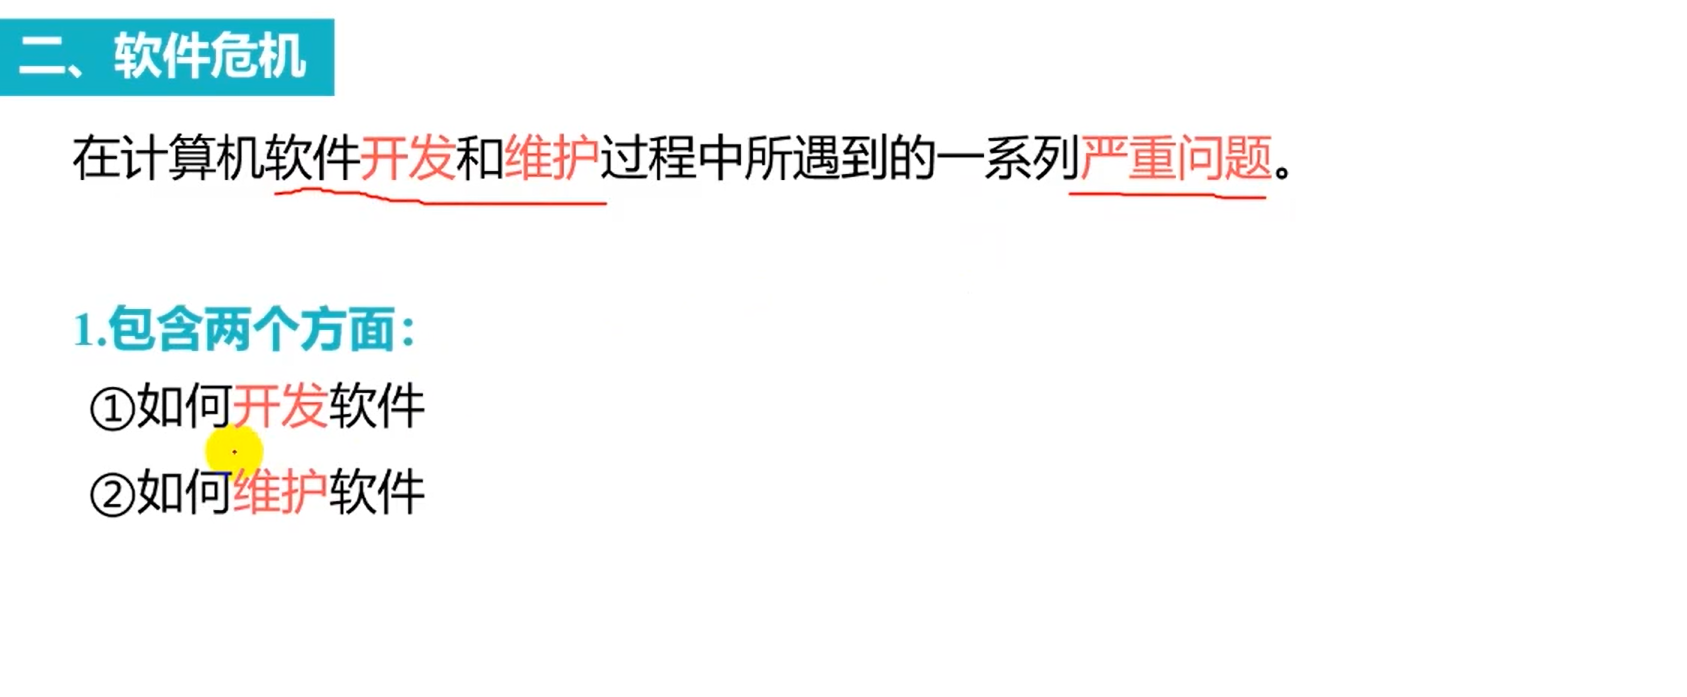 二、软件危机
在计算机软件开发和维护过程中所遇到的一系列严重问题。
1.包含两个方面：
①如何开发软件
②如何维护软件